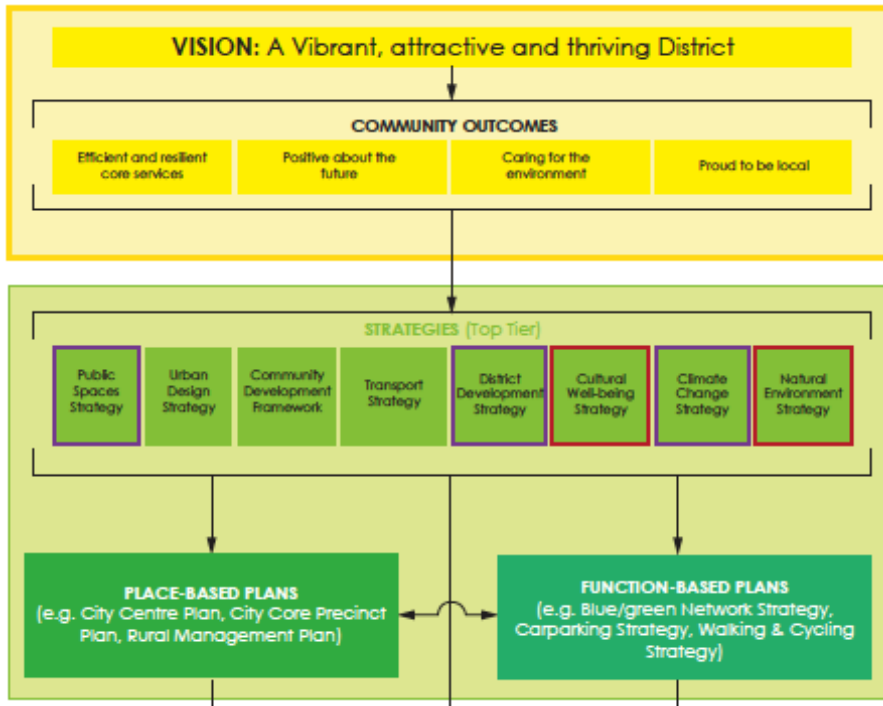 VISION: A Vibrant, attractive and thriving District
COMMUNITY OUTCOMES
Efficient and resilient
core services
Positive about the
future
Caring for the
environment
Proud to be local
STRATEGIES (Top Tier)
Public
Spaces
Strategy
Urban
Design
Strategy
Community
Development
Framework
Transport
Strategy
District
Development
Strategy
Cultural
Well-being
Strategy
Climate
Change
Strategy
Natural
Environment
Strategy
PLACE-BASED PLANS
(e.g. City Centre Plan, City Core Precinct
Plan, Rural Management Plan)
FUNCTION-BASED PLANS
(e.g. Blue/green Network Strategy,
Carparking Strategy, Walking & Cycling
Strategy)